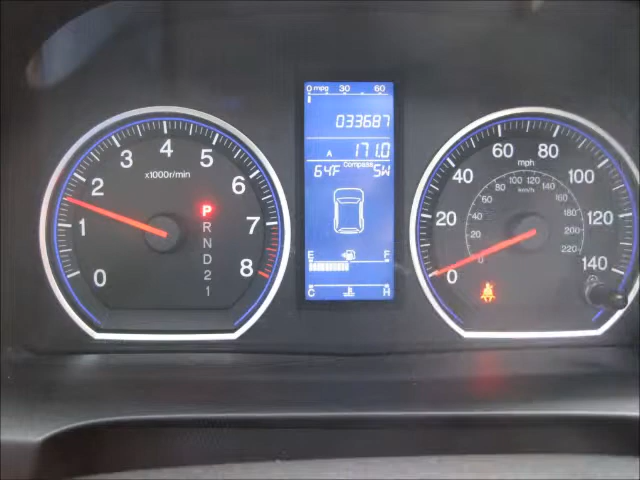 0 mpg 30 60
033687
A 171.0
compass
64°F SW
E F
C H
0 1 2 3 4 5 6 7 8
x1000r/min
P
R
N
D
2
1
0 20 40 60 80 100 120 140
mph
0 20 40 60 80 100 120 140 160 180 200 220
km/h